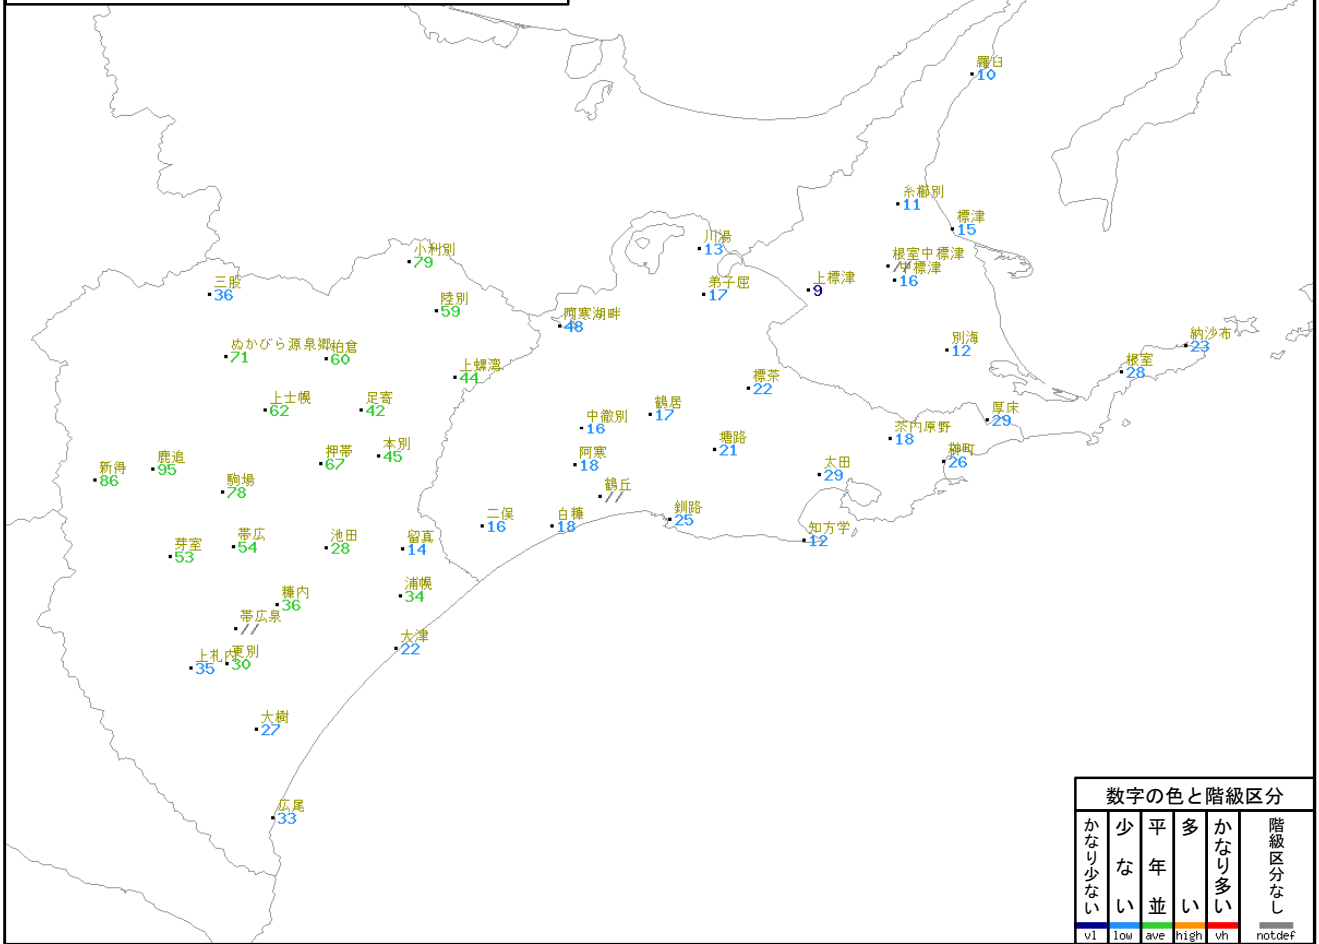 羅臼
10
糸櫛別
11
標津
15
川湯
13
根室中標津
//
中標津
16
小利別
79
上標津
9
三股
36
弟子屈
17
陸別
59
阿寒湖畔
48
納沙布
23
ぬかびら源泉郷
71
柏倉
60
別海
12
根室
28
上螺湾
44
標茶
22
上士幌
62
足寄
42
鶴居
17
厚床
29
中徹別
16
茶内原野
18
塘路
21
本別
45
押帯
67
鹿追
95
新得
86
阿寒
18
太田
29
榊町
26
駒場
78
鶴丘
//
釧路
25
二俣
16
白糠
18
知方学
12
帯広
54
池田
28
留真
14
芽室
53
浦幌
34
糠内
36
帯広泉
//
大津
22
上札内
35
更別
30
大樹
27
広尾
33
数字の色と階級区分
かなり少ない
少ない
平年並
多い
かなり多い
階級区分なし
vl low ave high vh notdef